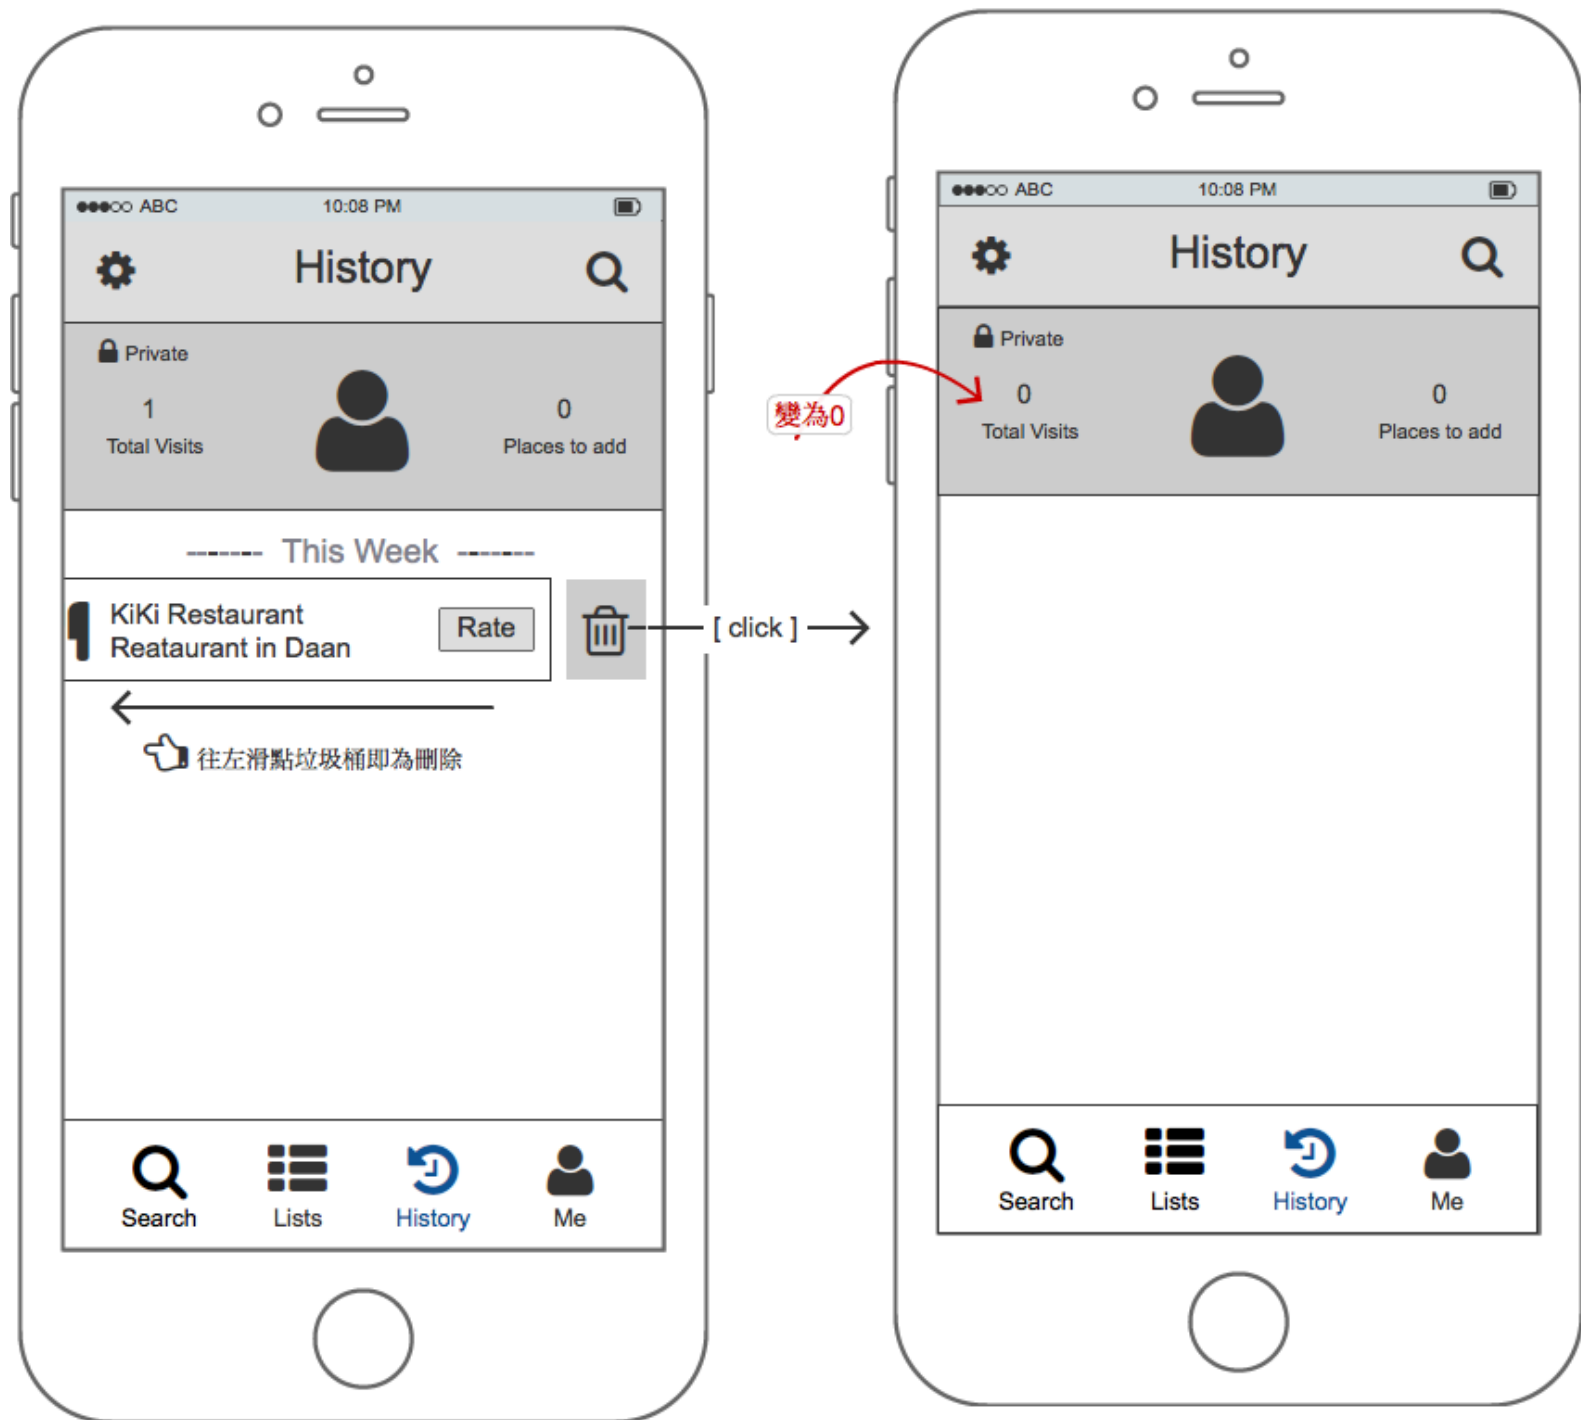 ABC 10:08 PM
History
Private
1
Total Visits
0
Places to add
------- This Week -------
KiKi Restaurant
Reataurant in Daan
Rate
往左滑點垃圾桶即為刪除
Search Lists History Me
[ click ]
變為0
ABC 10:08 PM
History
Private
0
Total Visits
0
Places to add
Search Lists History Me